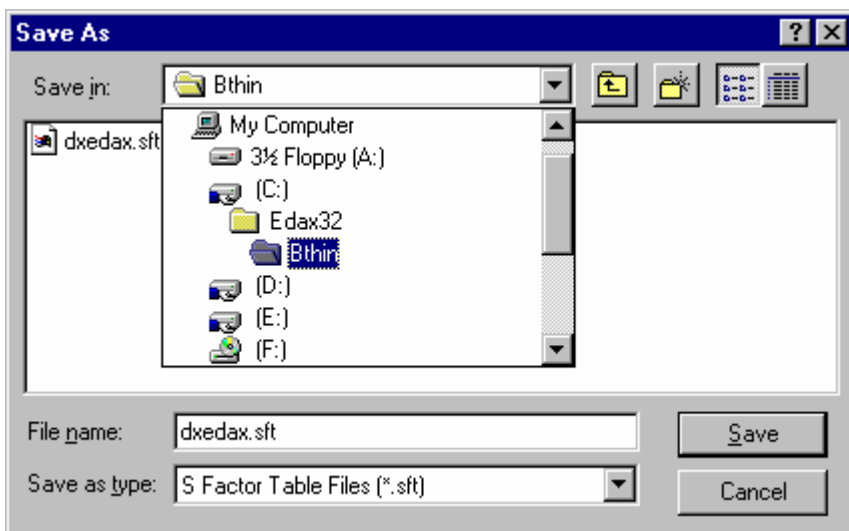 Save As
Save in: Bthin
dxedax.sft
My Computer
3½ Floppy (A:)
(C:)
Edax32
Bthin
(D:)
(E:)
(F:)
File name: dxedax.sft Save
Save as type: S Factor Table Files (*.sft) Cancel